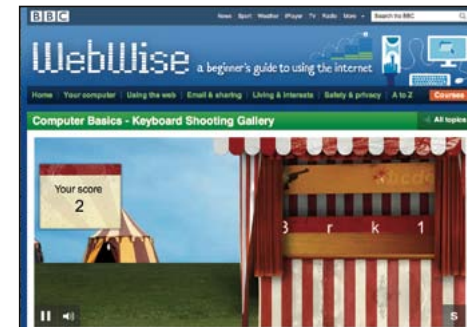 BBC News Sport Weather iPlayer TV Radio More Search the BBC
WebWise a beginner's guide to using the internet
Home Your computer Using the web Email & sharing Living & interests Safety & privacy A to Z Courses
Computer Basics - Keyboard Shooting Gallery All topics
Your score
2
r k 1
S